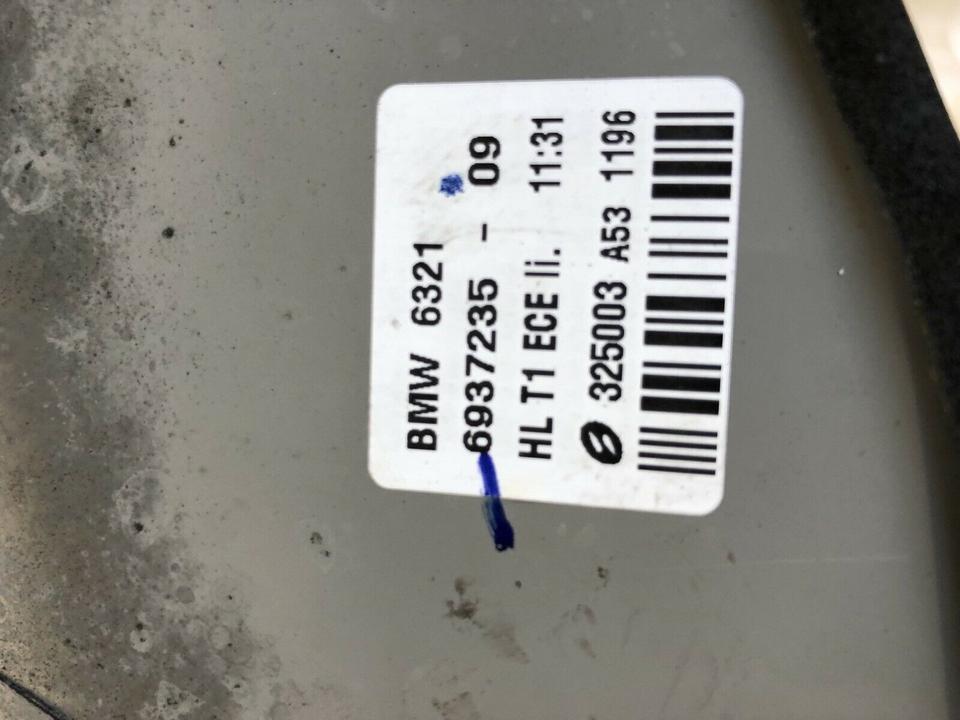 BMW 6321
6937235 - 09
HL T1 ECE li. 11:31
325003 A53 1196